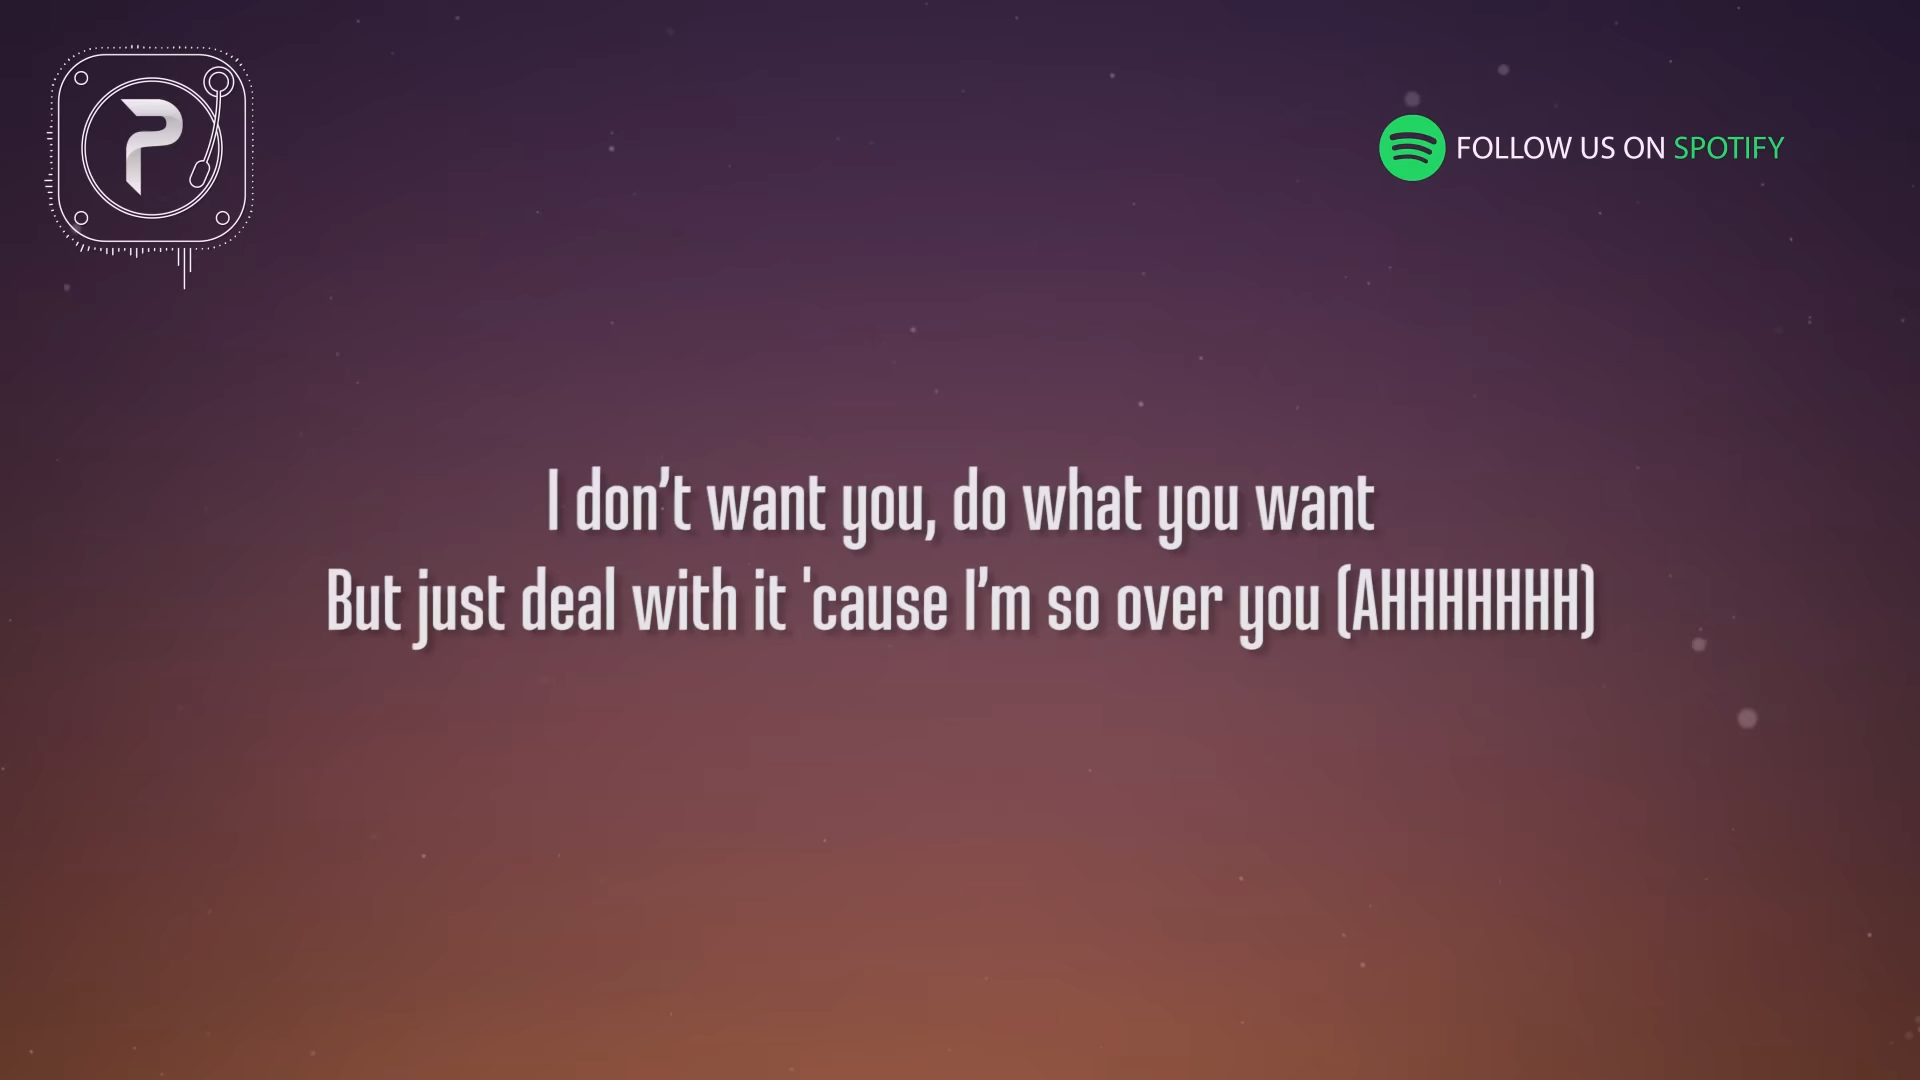 P
FOLLOW US ON SPOTIFY
I don’t want you, do what you want
But just deal with it 'cause I’m so over you (AHHHHHHH)